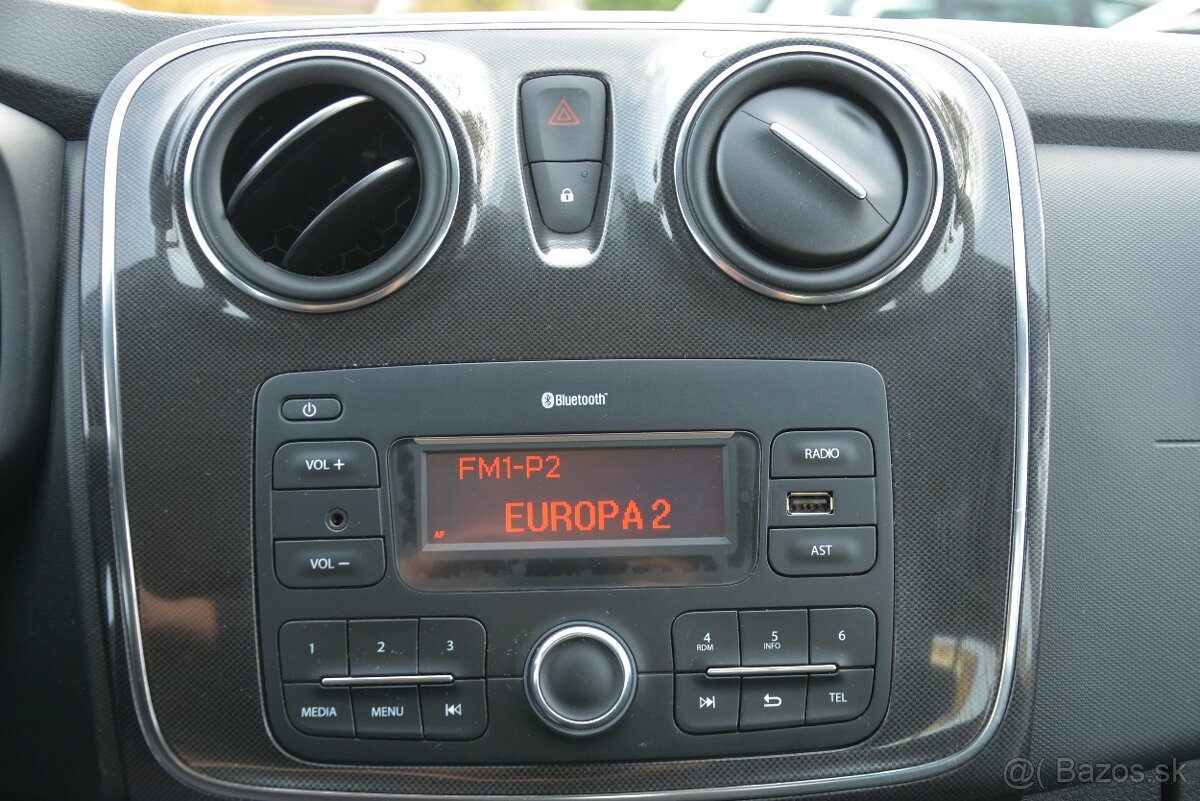 Bluetooth
VOL +
VOL −
FM1-P2
EUROPA 2
AF
RADIO
AST
1
2
3
MEDIA
MENU
4
RDM
5
INFO
6
TEL
@( Bazos.sk